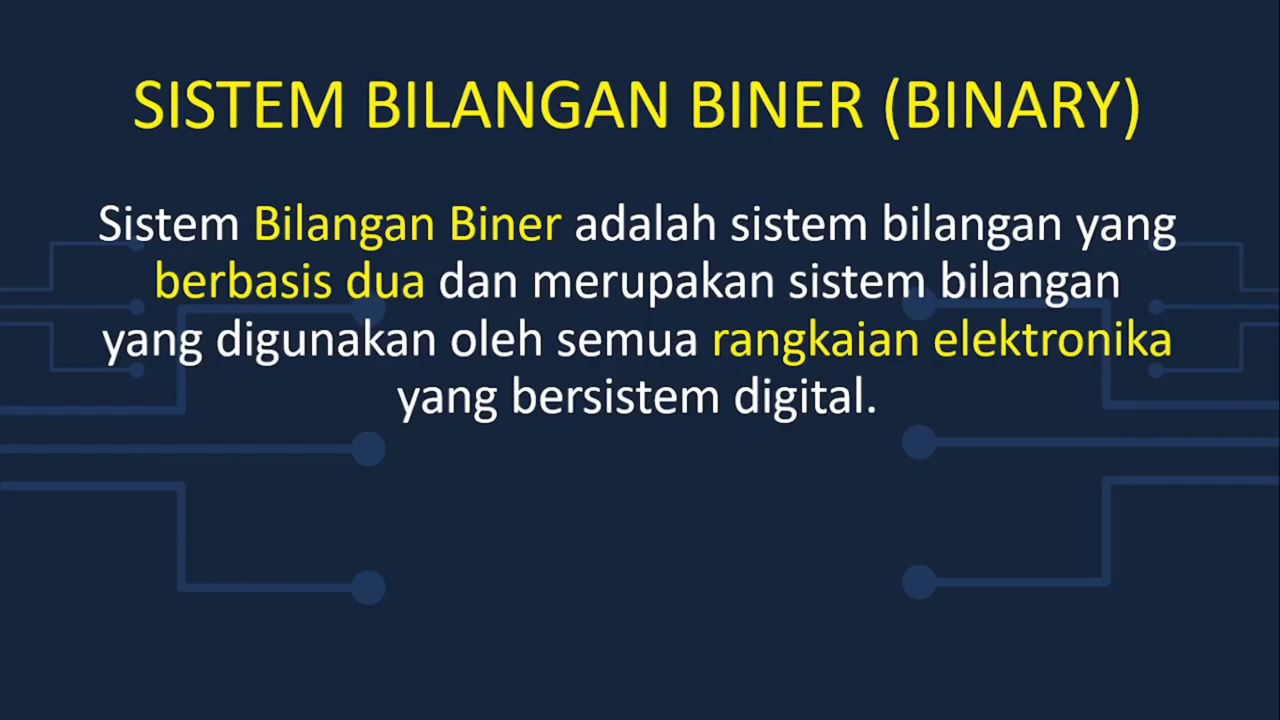 SISTEM BILANGAN BINER (BINARY)
Sistem Bilangan Biner adalah sistem bilangan yang
berbasis dua dan merupakan sistem bilangan
yang digunakan oleh semua rangkaian elektronika
yang bersistem digital.